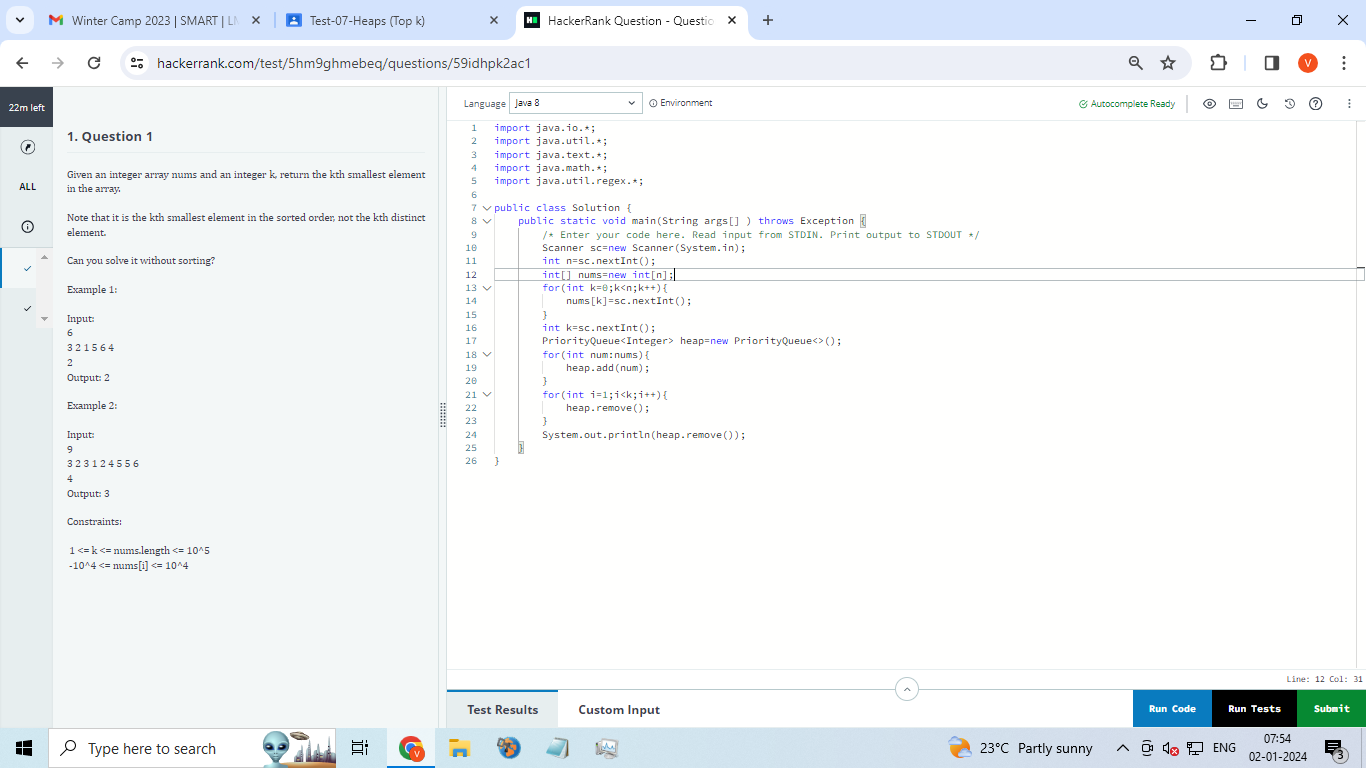 Winter Camp 2023 | SMART | LM
Test-07-Heaps (Top k)
HackerRank Question - Questio
hackerrank.com/test/5hm9ghmebeq/questions/59idhpk2ac1
V
22m left
ALL
1. Question 1
Given an integer array nums and an integer k, return the kth smallest element
in the array.
Note that it is the kth smallest element in the sorted order, not the kth distinct
element.
Can you solve it without sorting?
Example 1:
Input:
6
3 2 1 5 6 4
2
Output: 2
Example 2:
Input:
9
3 2 3 1 2 4 5 5 6
4
Output: 3
Constraints:
1 <= k <= nums.length <= 10^5
-10^4 <= nums[i] <= 10^4
Language Java 8 Environment
Autocomplete Ready
1 import java.io.*;
2 import java.util.*;
3 import java.text.*;
4 import java.math.*;
5 import java.util.regex.*;
6
7 public class Solution {
8 public static void main(String args[] ) throws Exception {
9 /* Enter your code here. Read input from STDIN. Print output to STDOUT */
10 Scanner sc=new Scanner(System.in);
11 int n=sc.nextInt();
12 int[] nums=new int[n];
13 for(int k=0;k<n;k++){
14 nums[k]=sc.nextInt();
15 }
16 int k=sc.nextInt();
17 PriorityQueue<Integer> heap=new PriorityQueue<>();
18 for(int num:nums){
19 heap.add(num);
20 }
21 for(int i=1;i<k;i++){
22 heap.remove();
23 }
24 System.out.println(heap.remove());
25 }
26 }
Line: 12 Col: 31
Test Results
Custom Input
Run Code
Run Tests
Submit
Type here to search
V
23°C Partly sunny
ENG
07:54
02-01-2024
3